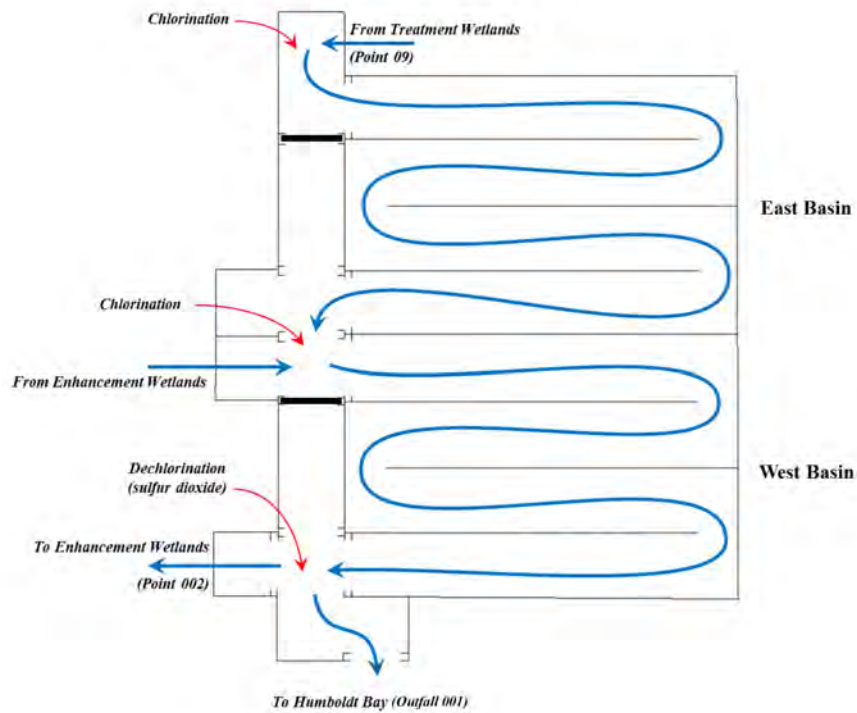 Chlorination
From Treatment Wetlands
(Point 09)
East Basin
Chlorination
From Enhancement Wetlands
Dechlorination
(sulfur dioxide)
West Basin
To Enhancement Wetlands
(Point 002)
To Humboldt Bay (Outfall 001)